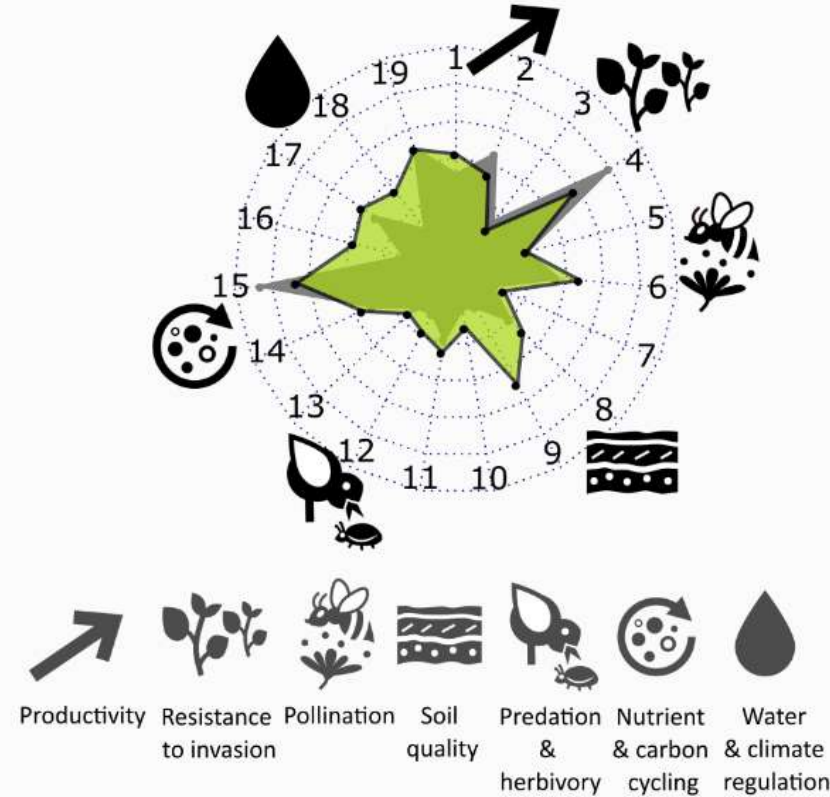 1
2
3
4
5
6
7
8
9
10
11
12
13
14
15
16
17
18
19
Productivity
Resistance
to invasion
Pollination
Soil
quality
Predation
&
herbivory
Nutrient
& carbon
cycling
Water
& climate
regulation